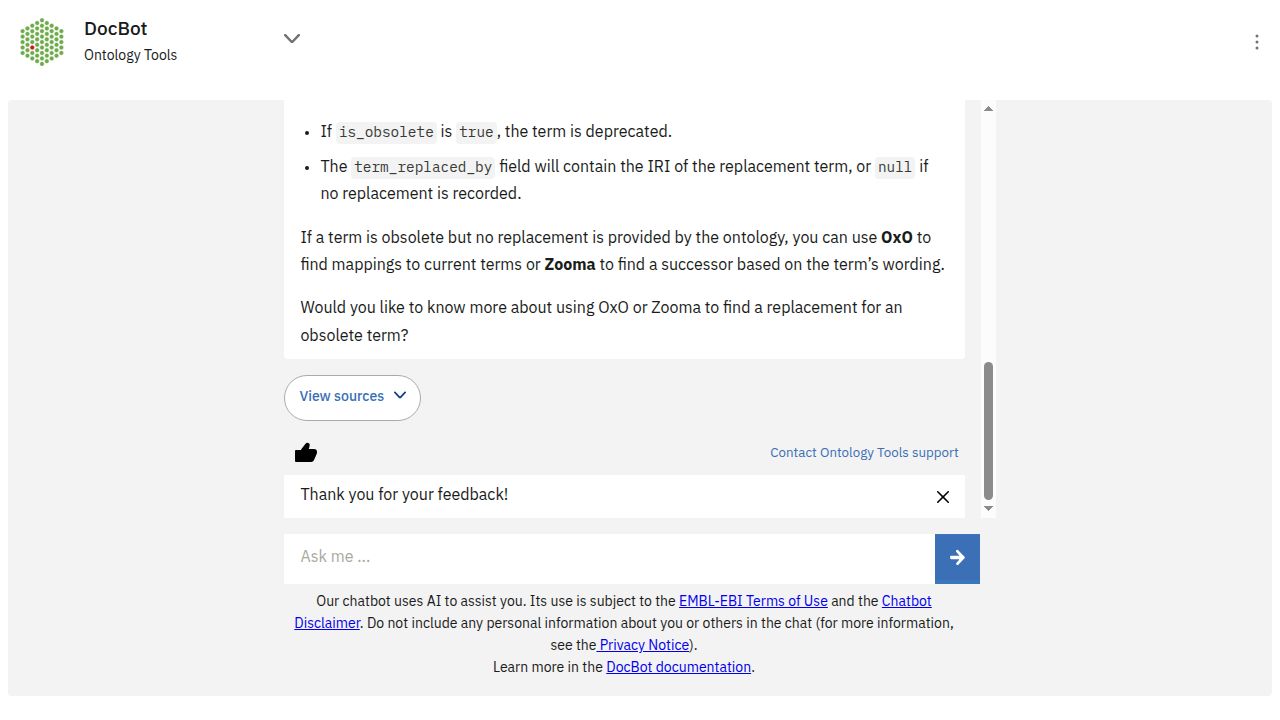 DocBot
Ontology Tools
If is_obsolete is true, the term is deprecated.
The term_replaced_by field will contain the IRI of the replacement term, or null if
no replacement is recorded.
If a term is obsolete but no replacement is provided by the ontology, you can use OxO to
find mappings to current terms or Zooma to find a successor based on the term’s wording.
Would you like to know more about using OxO or Zooma to find a replacement for an
obsolete term?
View sources
Contact Ontology Tools support
Thank you for your feedback!
Ask me ...
Our chatbot uses AI to assist you. Its use is subject to the EMBL-EBI Terms of Use and the Chatbot
Disclaimer. Do not include any personal information about you or others in the chat (for more information,
see the Privacy Notice).
Learn more in the DocBot documentation.